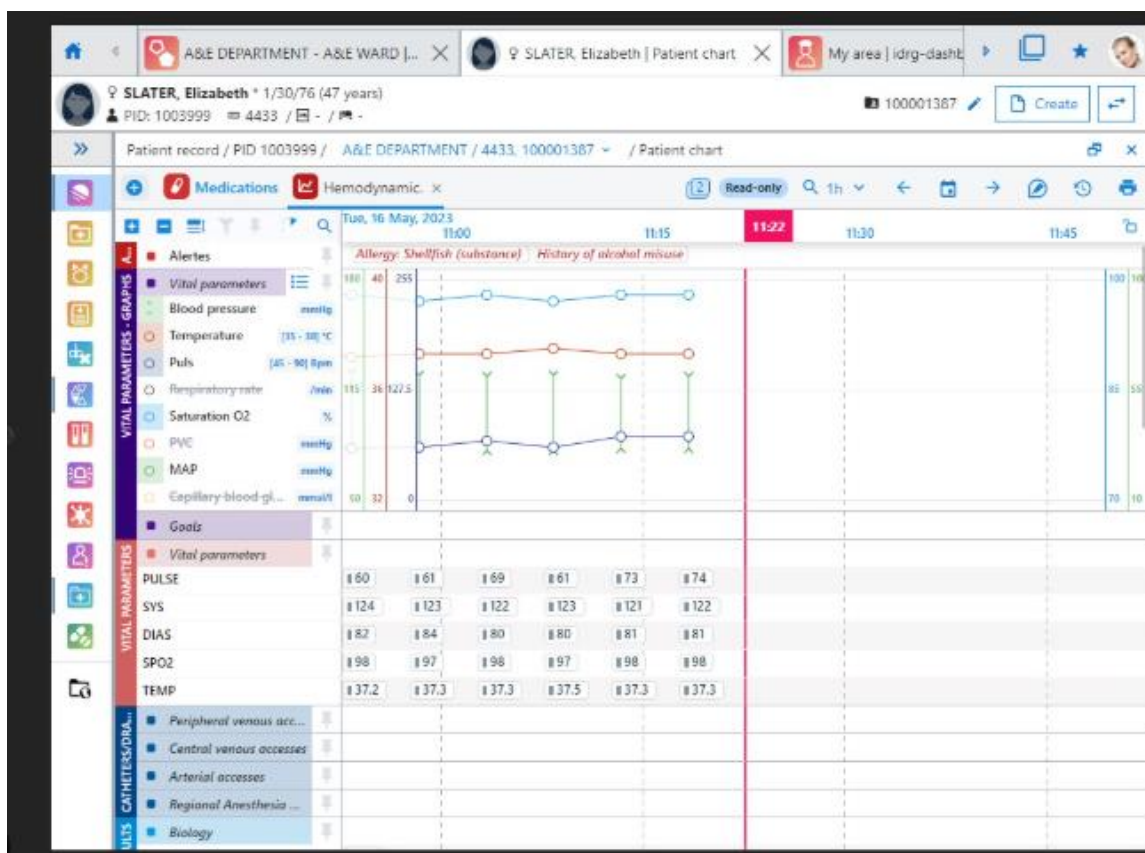 A&E DEPARTMENT - A&E WARD |... SLATER, Elizabeth | Patient chart My area | idrg-dashb
SLATER, Elizabeth * 1/30/76 (47 years)
PID: 1003999 4433 / - / -
100001387 Create
Patient record / PID 1003999 / A&E DEPARTMENT / 4433, 100001387 / Patient chart
Medications Hemodynamic. × 2 Read-only 1h
Tue, 16 May, 2023
11:00 11:15 11:22 11:30 11:45
A...
Alertes
Allergy: Shellfish (substance) History of alcohol misuse
VITAL PARAMETERS - GRAPHS
Vital parameters
180 40 255 100
Blood pressure mmHg
Temperature [35 - 38] °C
Puls [45 - 90] Bpm
Respiratory rate /min
115 36 127.5 85 55
Saturation O2 %
PVC mmHg
MAP mmHg
Capillary blood gl... mmol/l
50 32 0 70 10
Goals
VITAL PARAMETERS
Vital parameters
PULSE 60 61 69 61 73 74
SYS 124 123 122 123 121 122
DIAS 82 84 80 80 81 81
SPO2 98 97 98 97 98 98
TEMP 37.2 37.3 37.3 37.5 37.3 37.3
CATHETERS/DRA...
Peripheral venous acc...
Central venous accesses
Arterial accesses
Regional Anesthesia ...
ULTS
Biology